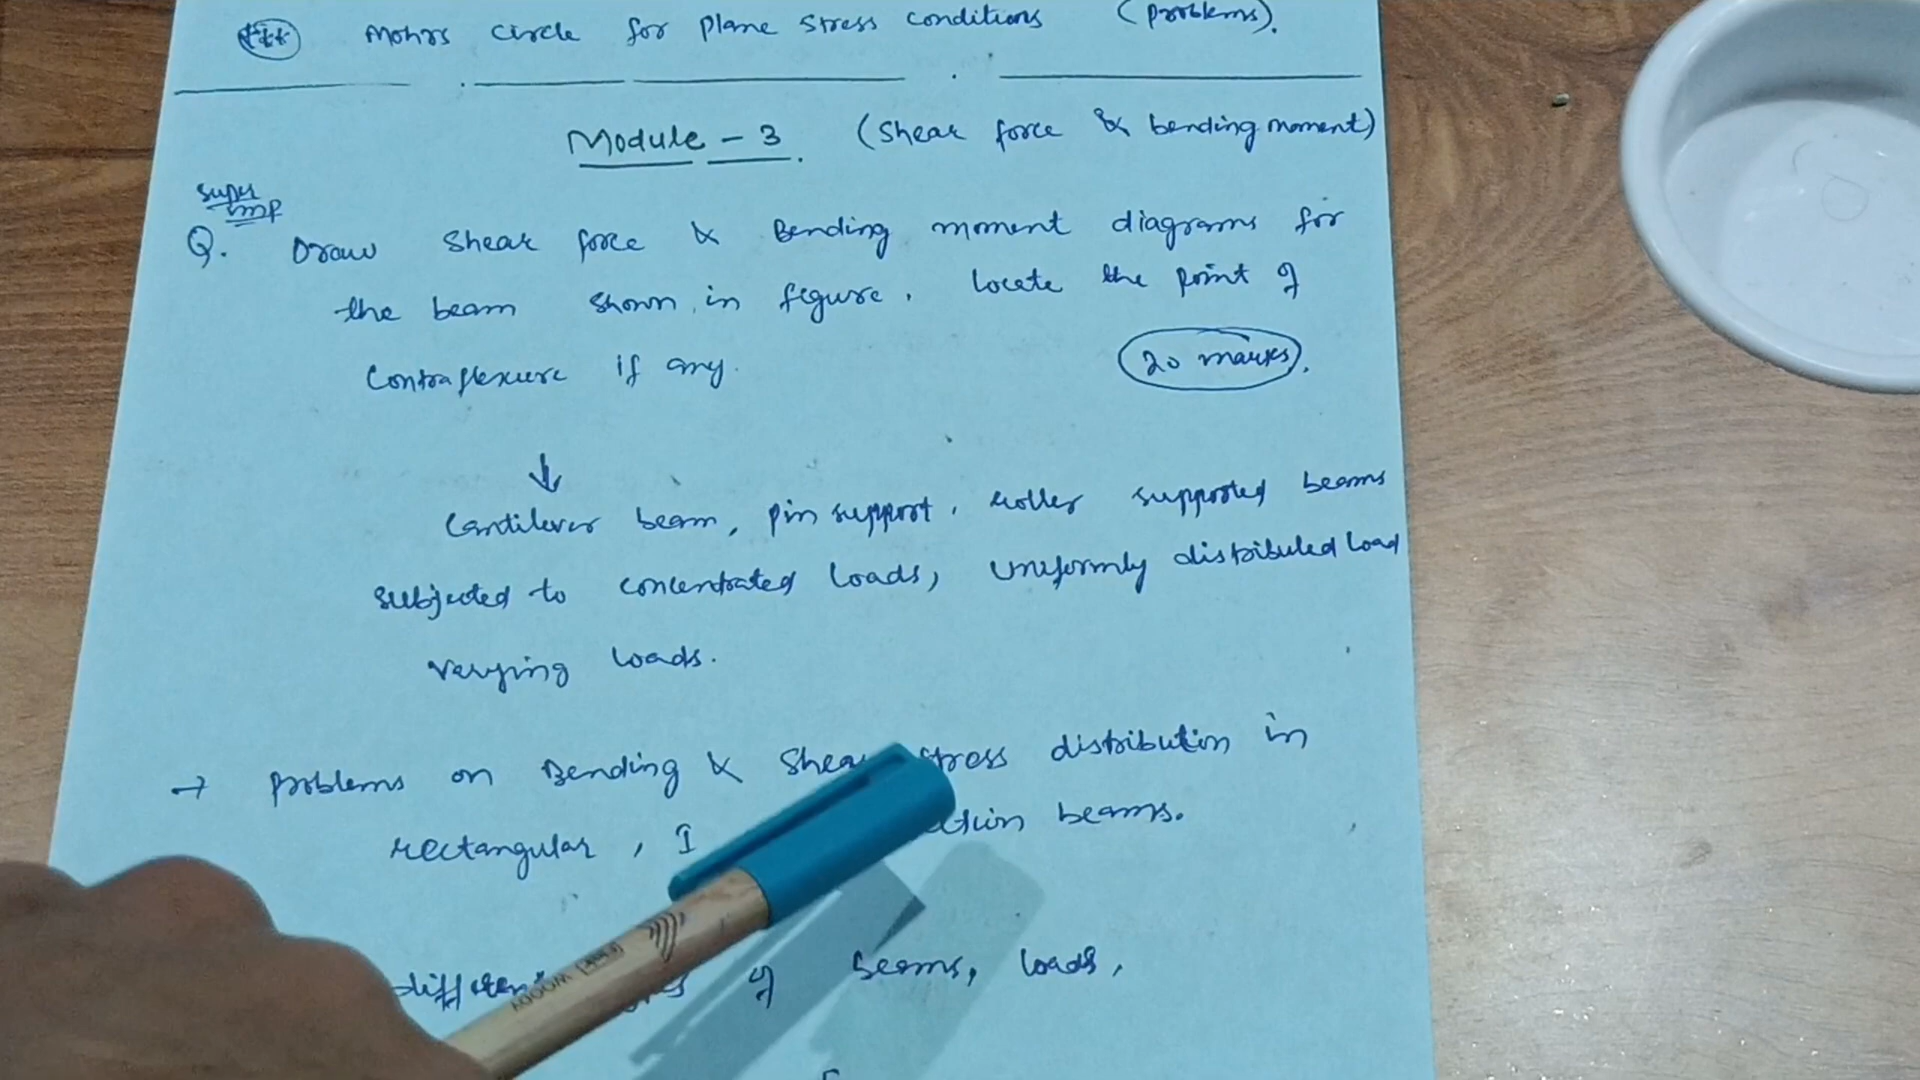 *** Mohrs circle for plane stress conditions (problems).
Module - 3. (shear force & bending moment)
super
imp
Q. Draw shear force & Bending moment diagrams for
the beam shown in figure. Locate the point of
Contraflexure if any.
20 marks.
↓
Cantilever beam, pin support, roller supported beams
subjected to concentrated loads, uniformly distributed load
varying loads.
→ problems on Bending & shear stress distribution in
rectangular, I beams.
of beams, loads,
WOODY